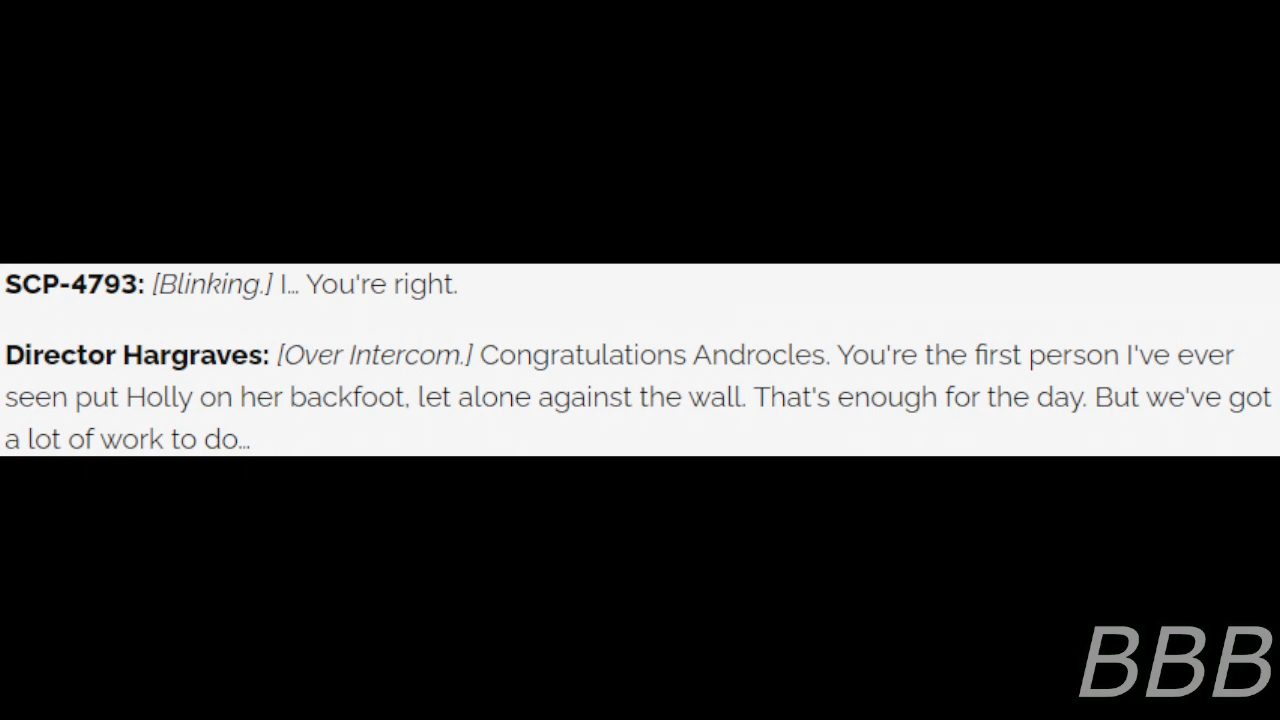 SCP-4793: [Blinking.] I… You're right.
Director Hargraves: [Over Intercom.] Congratulations Androcles. You're the first person I've ever
seen put Holly on her backfoot, let alone against the wall. That's enough for the day. But we've got
a lot of work to do…
BBB